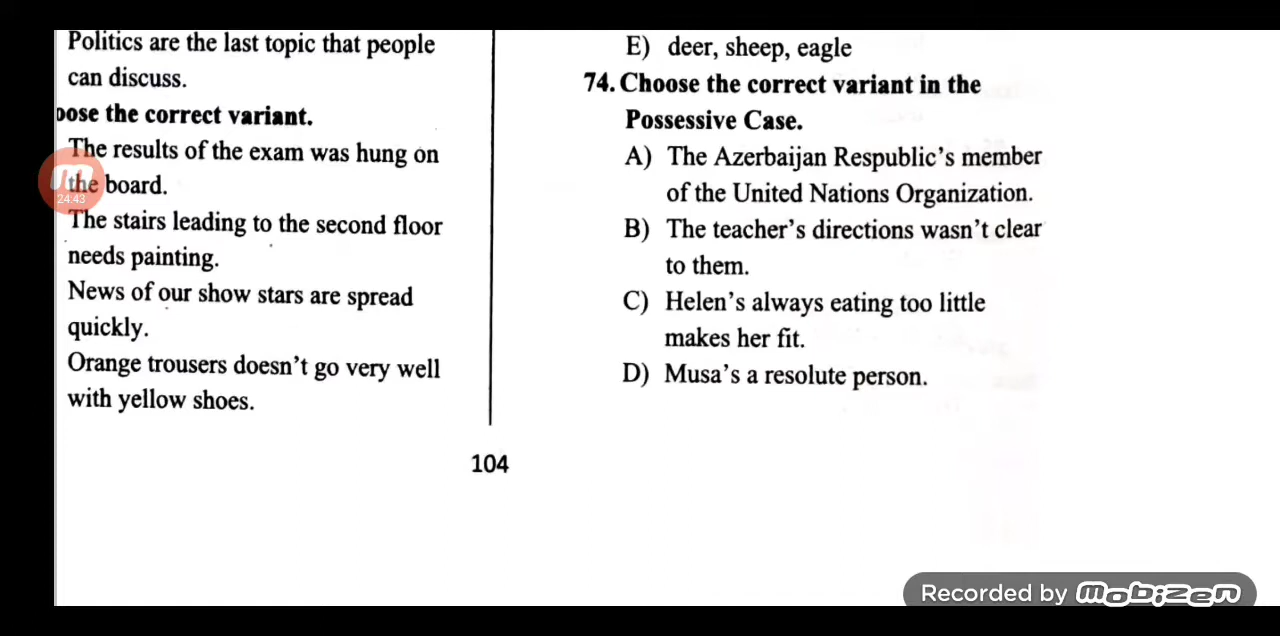 Politics are the last topic that people
can discuss.
oose the correct variant.
The results of the exam was hung on
the board.
24:43
The stairs leading to the second floor
needs painting.
News of our show stars are spread
quickly.
Orange trousers doesn't go very well
with yellow shoes.
E) deer, sheep, eagle
74. Choose the correct variant in the
Possessive Case.
A) The Azerbaijan Respublic's member
of the United Nations Organization.
B) The teacher's directions wasn't clear
to them.
C) Helen's always eating too little
makes her fit.
D) Musa's a resolute person.
104
Recorded by mobizen